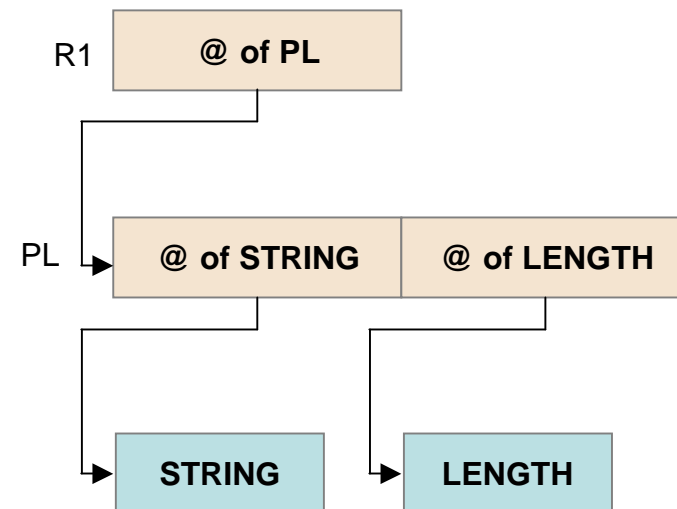 R1 @ of PL
PL @ of STRING @ of LENGTH
STRING LENGTH